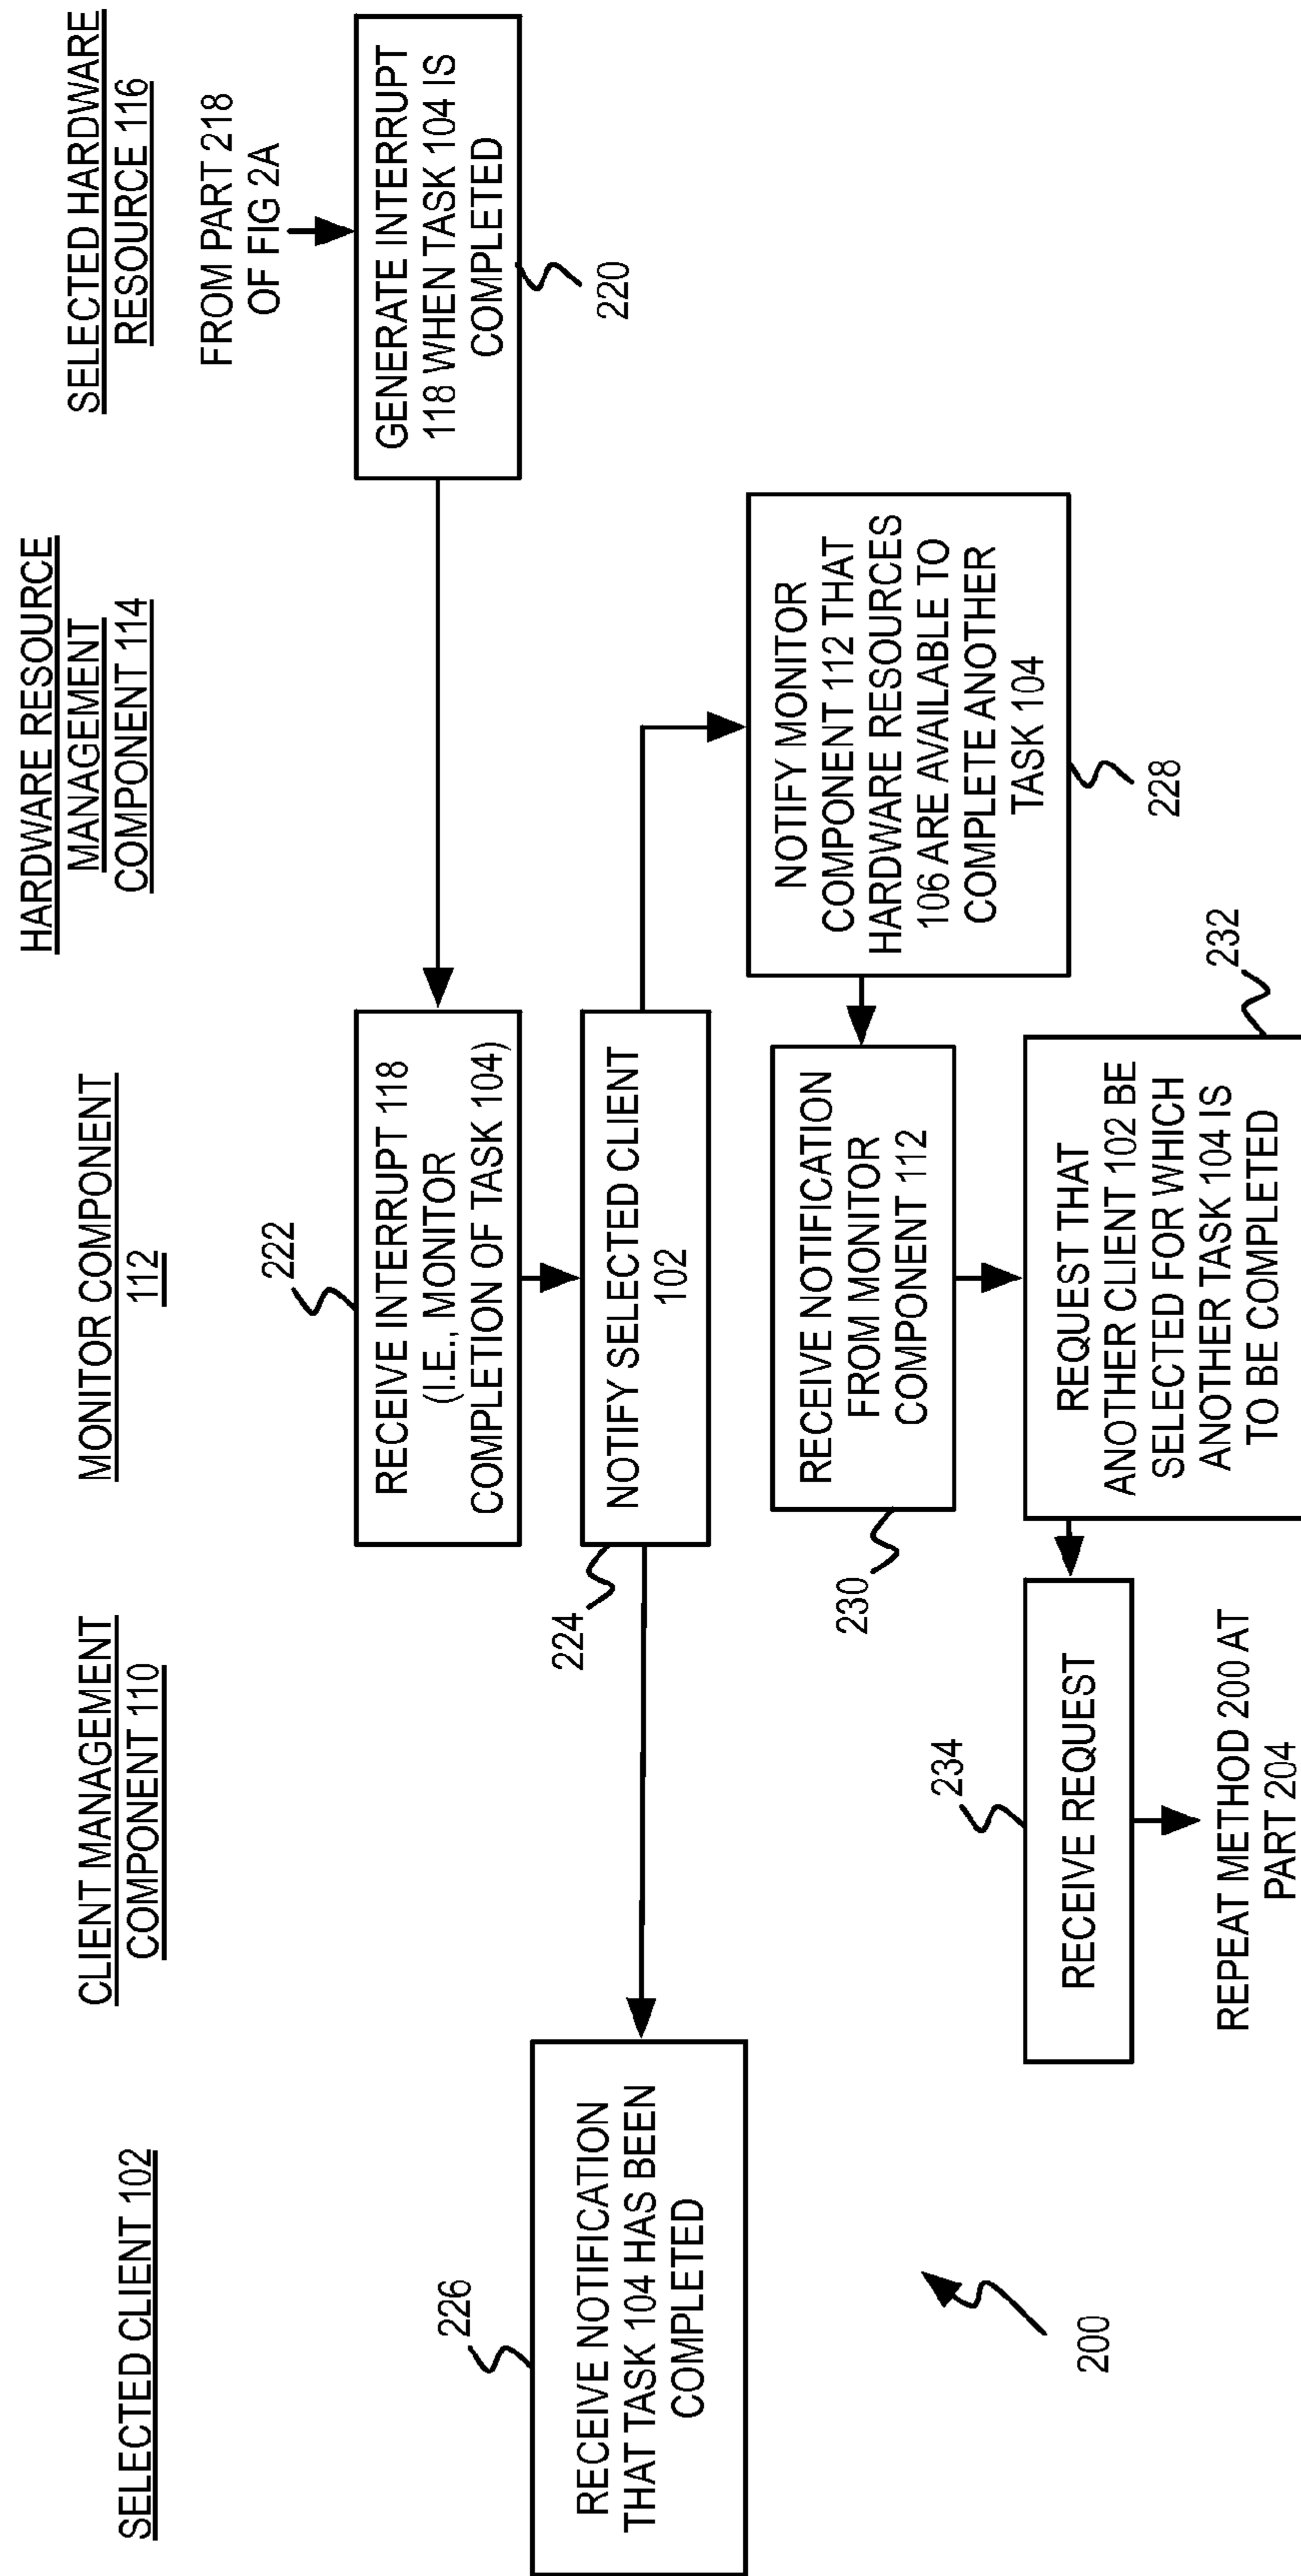 SELECTED CLIENT 102
CLIENT MANAGEMENT
COMPONENT 110
MONITOR COMPONENT
112
HARDWARE RESOURCE
MANAGEMENT
COMPONENT 114
SELECTED HARDWARE
RESOURCE 116
FROM PART 218
OF FIG 2A
GENERATE INTERRUPT
118 WHEN TASK 104 IS
COMPLETED
220
222
RECEIVE INTERRUPT 118
(I.E., MONITOR
COMPLETION OF TASK 104)
224
NOTIFY SELECTED CLIENT
102
226
RECEIVE NOTIFICATION
THAT TASK 104 HAS BEEN
COMPLETED
NOTIFY MONITOR
COMPONENT 112 THAT
HARDWARE RESOURCES
106 ARE AVAILABLE TO
COMPLETE ANOTHER
TASK 104
228
RECEIVE NOTIFICATION
FROM MONITOR
COMPONENT 112
230
232
REQUEST THAT
ANOTHER CLIENT 102 BE
SELECTED FOR WHICH
ANOTHER TASK 104 IS
TO BE COMPLETED
234
RECEIVE REQUEST
REPEAT METHOD 200 AT
PART 204
200